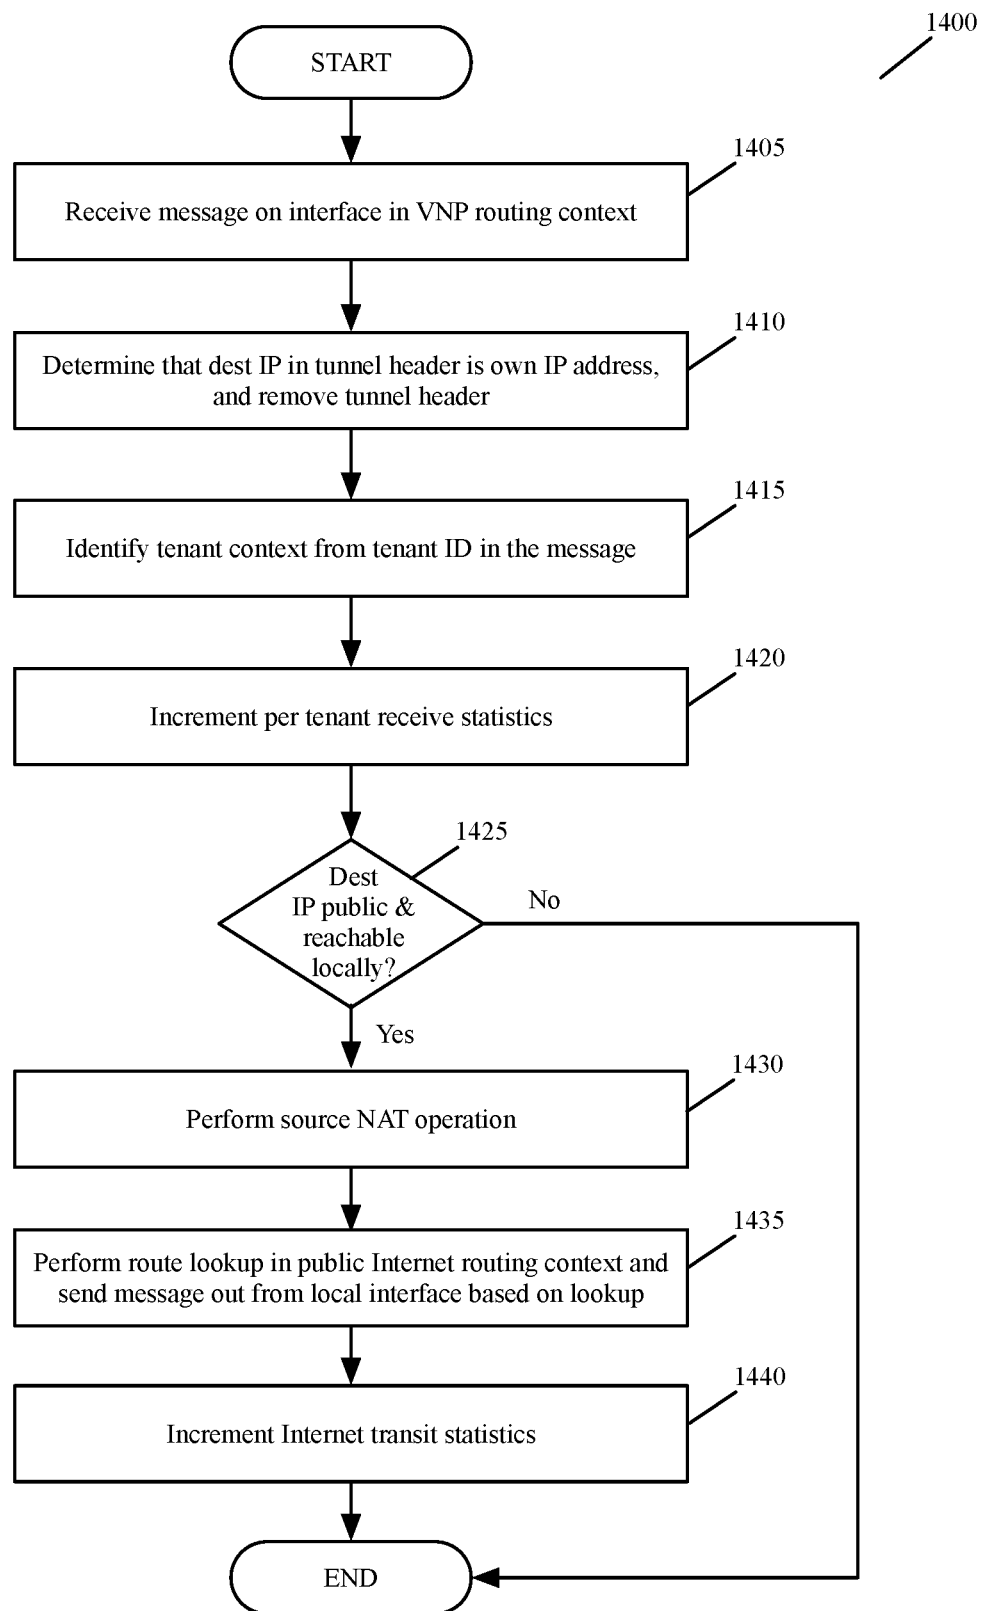 1400
START
1405
Receive message on interface in VNP routing context
1410
Determine that dest IP in tunnel header is own IP address,
and remove tunnel header
1415
Identify tenant context from tenant ID in the message
1420
Increment per tenant receive statistics
1425
Dest
IP public &
reachable
locally?
No
Yes
1430
Perform source NAT operation
1435
Perform route lookup in public Internet routing context and
send message out from local interface based on lookup
1440
Increment Internet transit statistics
END